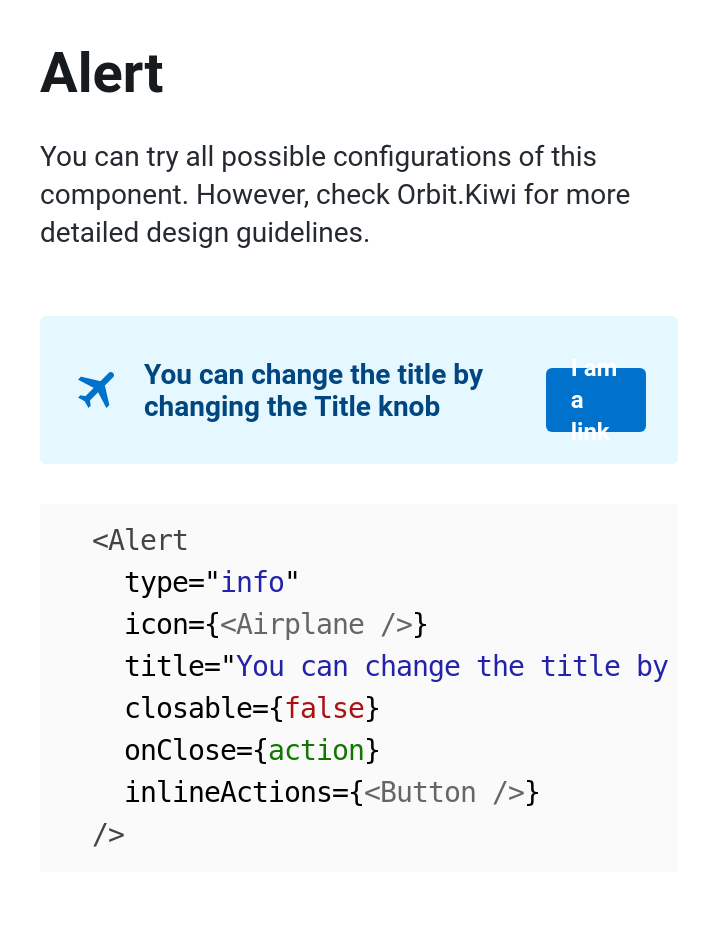 Alert
You can try all possible configurations of this
component. However, check Orbit.Kiwi for more
detailed design guidelines.
You can change the title by
changing the Title knob
I am
a
link
<Alert
type="info"
icon={<Airplane />}
title="You can change the title by
closable={false}
onClose={action}
inlineActions={<Button />}
/>